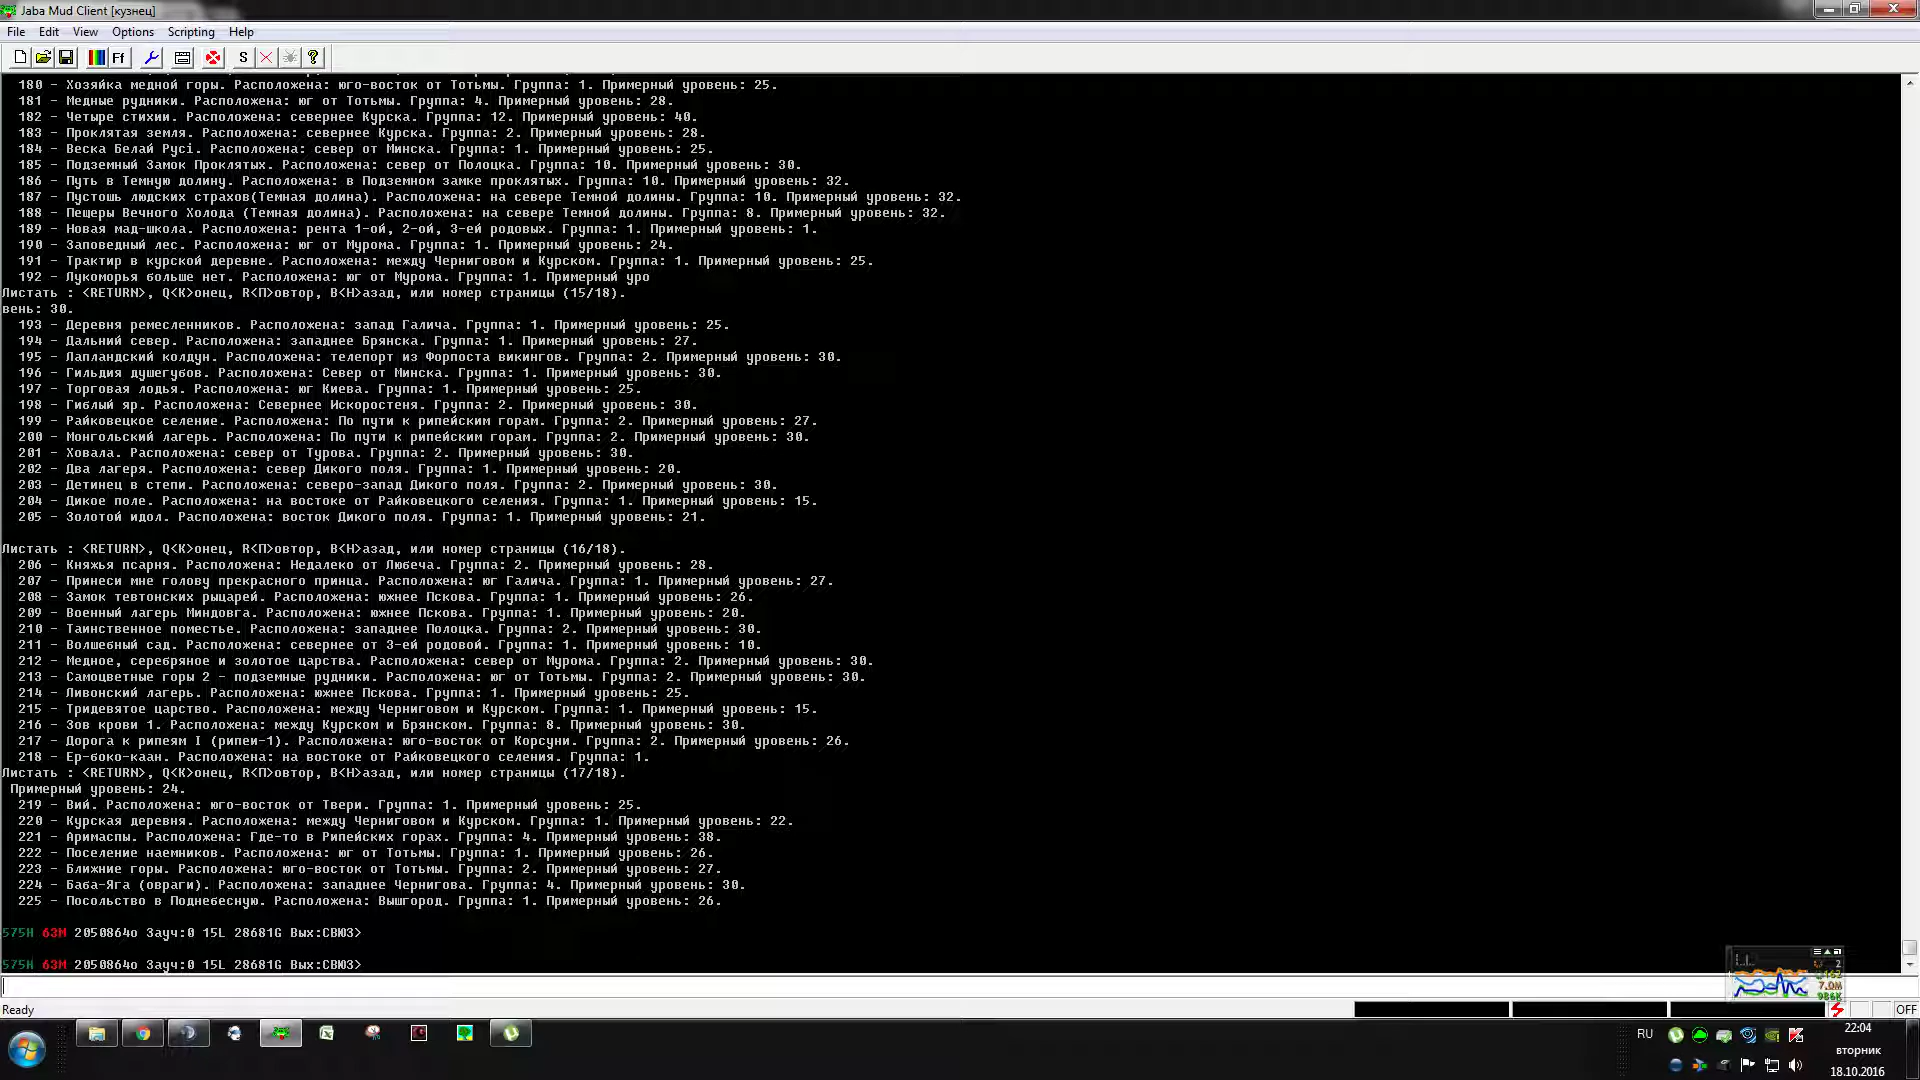 Jaba Mud Client [кузнец]
File Edit View Options Scripting Help
Ff S ?
180 - Хозяйка медной горы. Расположена: юго-восток от Тотьмы. Группа: 1. Примерный уровень: 25.
181 - Медные рудники. Расположена: юг от Тотьмы. Группа: 4. Примерный уровень: 28.
182 - Четыре стихии. Расположена: севернее Курска. Группа: 12. Примерный уровень: 40.
183 - Проклятая земля. Расположена: севернее Курска. Группа: 2. Примерный уровень: 28.
184 - Веска Белай Русi. Расположена: север от Минска. Группа: 1. Примерный уровень: 25.
185 - Подземный Замок Проклятых. Расположена: север от Полоцка. Группа: 10. Примерный уровень: 30.
186 - Путь в Темную долину. Расположена: в Подземном замке проклятых. Группа: 10. Примерный уровень: 32.
187 - Пустошь людских страхов(Темная долина). Расположена: на севере Темной долины. Группа: 10. Примерный уровень: 32.
188 - Пещеры Вечного Холода (Темная долина). Расположена: на севере Темной долины. Группа: 8. Примерный уровень: 32.
189 - Новая мад-школа. Расположена: рента 1-ой, 2-ой, 3-ей родовых. Группа: 1. Примерный уровень: 1.
190 - Заповедный лес. Расположена: юг от Мурома. Группа: 1. Примерный уровень: 24.
191 - Трактир в курской деревне. Расположена: между Черниговом и Курском. Группа: 1. Примерный уровень: 25.
192 - Лукоморья больше нет. Расположена: юг от Мурома. Группа: 1. Примерный уро
Листать : <RETURN>, Q<К>онец, R<П>овтор, B<Н>азад, или номер страницы (15/18).
вень: 30.
193 - Деревня ремесленников. Расположена: запад Галича. Группа: 1. Примерный уровень: 25.
194 - Дальний север. Расположена: западнее Брянска. Группа: 1. Примерный уровень: 27.
195 - Лапландский колдун. Расположена: телепорт из Форпоста викингов. Группа: 2. Примерный уровень: 30.
196 - Гильдия душегубов. Расположена: Север от Минска. Группа: 1. Примерный уровень: 30.
197 - Торговая лодья. Расположена: юг Киева. Группа: 1. Примерный уровень: 25.
198 - Гиблый яр. Расположена: Севернее Искоростеня. Группа: 2. Примерный уровень: 30.
199 - Райковецкое селение. Расположена: По пути к рипейским горам. Группа: 2. Примерный уровень: 27.
200 - Монгольский лагерь. Расположена: По пути к рипейским горам. Группа: 2. Примерный уровень: 30.
201 - Ховала. Расположена: север от Турова. Группа: 2. Примерный уровень: 30.
202 - Два лагеря. Расположена: север Дикого поля. Группа: 1. Примерный уровень: 20.
203 - Детинец в степи. Расположена: северо-запад Дикого поля. Группа: 2. Примерный уровень: 30.
204 - Дикое поле. Расположена: на востоке от Райковецкого селения. Группа: 1. Примерный уровень: 15.
205 - Золотой идол. Расположена: восток Дикого поля. Группа: 1. Примерный уровень: 21.
Листать : <RETURN>, Q<К>онец, R<П>овтор, B<Н>азад, или номер страницы (16/18).
206 - Княжья псарня. Расположена: Недалеко от Любеча. Группа: 2. Примерный уровень: 28.
207 - Принеси мне голову прекрасного принца. Расположена: юг Галича. Группа: 1. Примерный уровень: 27.
208 - Замок тевтонских рыцарей. Расположена: южнее Пскова. Группа: 1. Примерный уровень: 26.
209 - Военный лагерь Миндовга. Расположена: южнее Пскова. Группа: 1. Примерный уровень: 20.
210 - Таинственное поместье. Расположена: западнее Полоцка. Группа: 2. Примерный уровень: 30.
211 - Волшебный сад. Расположена: севернее от 3-ей родовой. Группа: 1. Примерный уровень: 10.
212 - Медное, серебряное и золотое царства. Расположена: север от Мурома. Группа: 2. Примерный уровень: 30.
213 - Самоцветные горы 2 - подземные рудники. Расположена: юг от Тотьмы. Группа: 2. Примерный уровень: 30.
214 - Ливонский лагерь. Расположена: южнее Пскова. Группа: 1. Примерный уровень: 25.
215 - Тридевятое царство. Расположена: между Черниговом и Курском. Группа: 1. Примерный уровень: 15.
216 - Зов крови 1. Расположена: между Курском и Брянском. Группа: 8. Примерный уровень: 30.
217 - Дорога к рипеям I (рипеи-1). Расположена: юго-восток от Корсуни. Группа: 2. Примерный уровень: 26.
218 - Ер-боко-каан. Расположена: на востоке от Райковецкого селения. Группа: 1.
Листать : <RETURN>, Q<К>онец, R<П>овтор, B<Н>азад, или номер страницы (17/18).
Примерный уровень: 24.
219 - Вий. Расположена: юго-восток от Твери. Группа: 1. Примерный уровень: 25.
220 - Курская деревня. Расположена: между Черниговом и Курском. Группа: 1. Примерный уровень: 22.
221 - Аримаспы. Расположена: Где-то в Рипейских горах. Группа: 4. Примерный уровень: 38.
222 - Поселение наемников. Расположена: юг от Тотьмы. Группа: 1. Примерный уровень: 26.
223 - Ближние горы. Расположена: юго-восток от Тотьмы. Группа: 2. Примерный уровень: 27.
224 - Баба-Яга (овраги). Расположена: западнее Чернигова. Группа: 4. Примерный уровень: 30.
225 - Посольство в Поднебесную. Расположена: Вышгород. Группа: 1. Примерный уровень: 26.
575H 63M 2050864о Зауч:0 15L 28681G Вых:СВЮЗ>
575H 63M 2050864о Зауч:0 15L 28681G Вых:СВЮЗ>
2
7.0M
986K
Ready
OFF
RU
22:04
вторник
18.10.2016